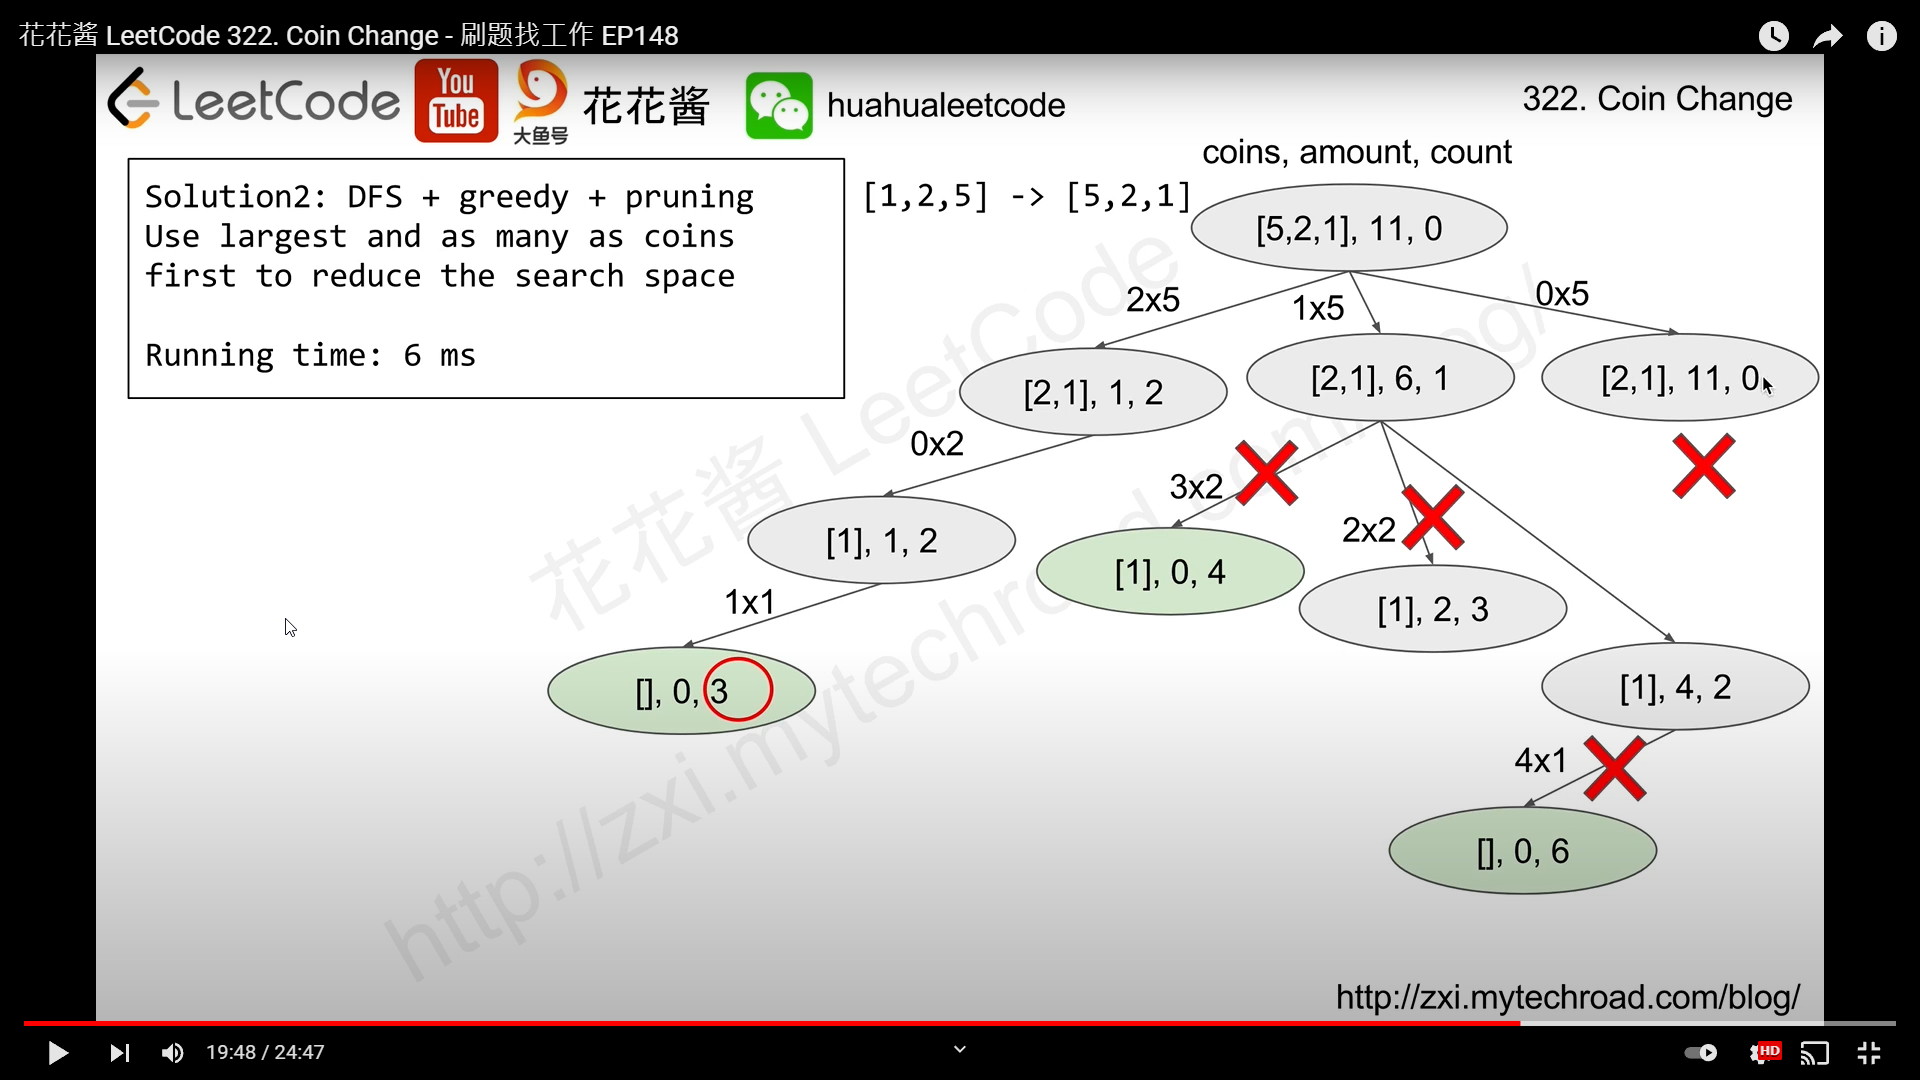 花花酱 LeetCode 322. Coin Change - 刷题找工作 EP148
LeetCode
You
Tube
大鱼号
花花酱
huahualeetcode
322. Coin Change
Solution2: DFS + greedy + pruning
Use largest and as many as coins
first to reduce the search space
Running time: 6 ms
[1,2,5] -> [5,2,1]
coins, amount, count
[5,2,1], 11, 0
2x5
1x5
0x5
[2,1], 1, 2
[2,1], 6, 1
[2,1], 11, 0
0x2
3x2
2x2
[1], 1, 2
[1], 0, 4
[1], 2, 3
1x1
[], 0, 3
[1], 4, 2
4x1
[], 0, 6
花花酱 LeetCode
http://zxi.mytechroad.com/blog/
http://zxi.mytechroad.com/blog/
19:48 / 24:47
HD